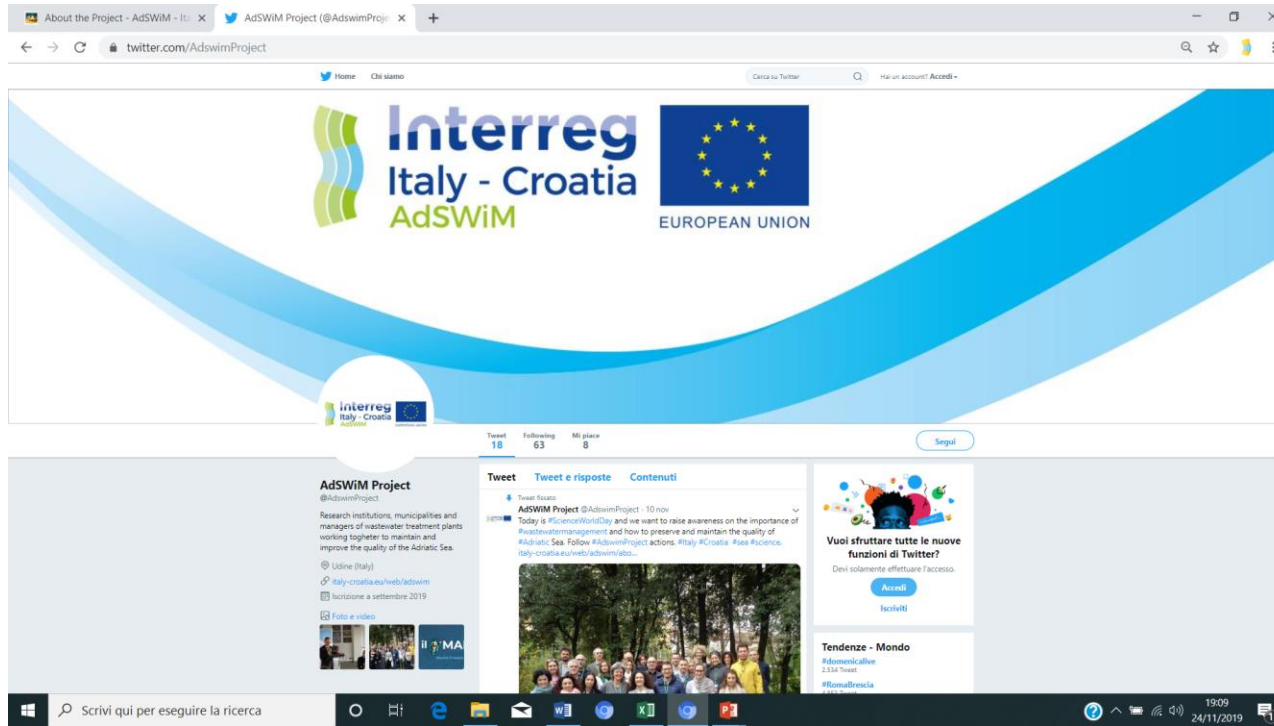 About the Project - AdSWiM - Ita
AdSWiM Project (@AdswimProje
twitter.com/AdswimProject
Home Chi siamo
Cerca su Twitter
Hai un account? Accedi
Interreg
Italy - Croatia
AdSWiM
EUROPEAN UNION
Interreg
Italy - Croatia
AdSWiM
Tweet Following Mi piace
18 63 8
Segui
AdSWiM Project
@AdswimProject
Research institutions, municipalities and
managers of wastewater treatment plants
working togheter to maintain and
improve the quality of the Adriatic Sea.
Udine (Italy)
italy-croatia.eu/web/adswim
Iscrizione a settembre 2019
Foto e video
il MA
Tweet Tweet e risposte Contenuti
Tweet fissato
AdSWiM Project @AdswimProject · 10 nov
Today is #ScienceWorldDay and we want to raise awareness on the importance of
#wastewatermanagement and how to preserve and maintain the quality of
#Adriatic Sea. Follow #AdswimProject actions. #Italy #Croatia #sea #science.
italy-croatia.eu/web/adswim/abo...
Vuoi sfruttare tutte le nuove
funzioni di Twitter?
Devi solamente effettuare l'accesso.
Accedi
Iscriviti
Tendenze - Mondo
#domenicalive
2.534 Tweet
#RomaBrescia
Scrivi qui per eseguire la ricerca
19:09
24/11/2019